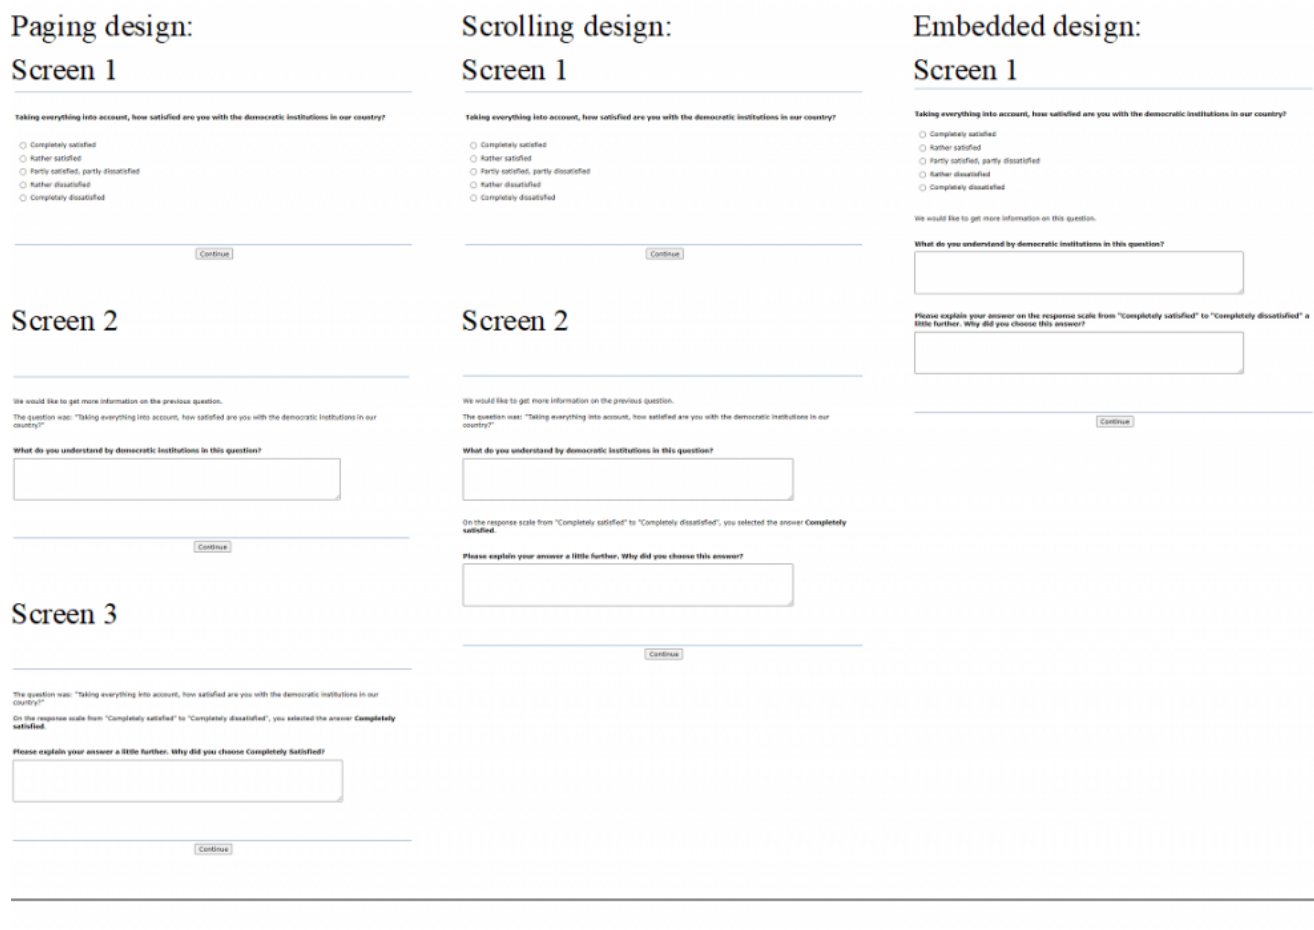 Paging design:
Screen 1
Taking everything into account, how satisfied are you with the democratic institutions in our country?
Completely satisfied
Rather satisfied
Partly satisfied, partly dissatisfied
Rather dissatisfied
Completely dissatisfied
Continue
Screen 2
We would like to get more information on the previous question.
The question was: "Taking everything into account, how satisfied are you with the democratic institutions in our
country?"
What do you understand by democratic institutions in this question?
Continue
Screen 3
The question was: "Taking everything into account, how satisfied are you with the democratic institutions in our
country?"
On the response scale from "Completely satisfied" to "Completely dissatisfied", you selected the answer Completely
satisfied.
Please explain your answer a little further. Why did you choose Completely Satisfied?
Continue
Scrolling design:
Screen 1
Taking everything into account, how satisfied are you with the democratic institutions in our country?
Completely satisfied
Rather satisfied
Partly satisfied, partly dissatisfied
Rather dissatisfied
Completely dissatisfied
Continue
Screen 2
We would like to get more information on the previous question.
The question was: "Taking everything into account, how satisfied are you with the democratic institutions in our
country?"
What do you understand by democratic institutions in this question?
On the response scale from "Completely satisfied" to "Completely dissatisfied", you selected the answer Completely
satisfied.
Please explain your answer a little further. Why did you choose this answer?
Continue
Embedded design:
Screen 1
Taking everything into account, how satisfied are you with the democratic institutions in our country?
Completely satisfied
Rather satisfied
Partly satisfied, partly dissatisfied
Rather dissatisfied
Completely dissatisfied
We would like to get more information on this question.
What do you understand by democratic institutions in this question?
Please explain your answer on the response scale from "Completely satisfied" to "Completely dissatisfied" a
little further. Why did you choose this answer?
Continue